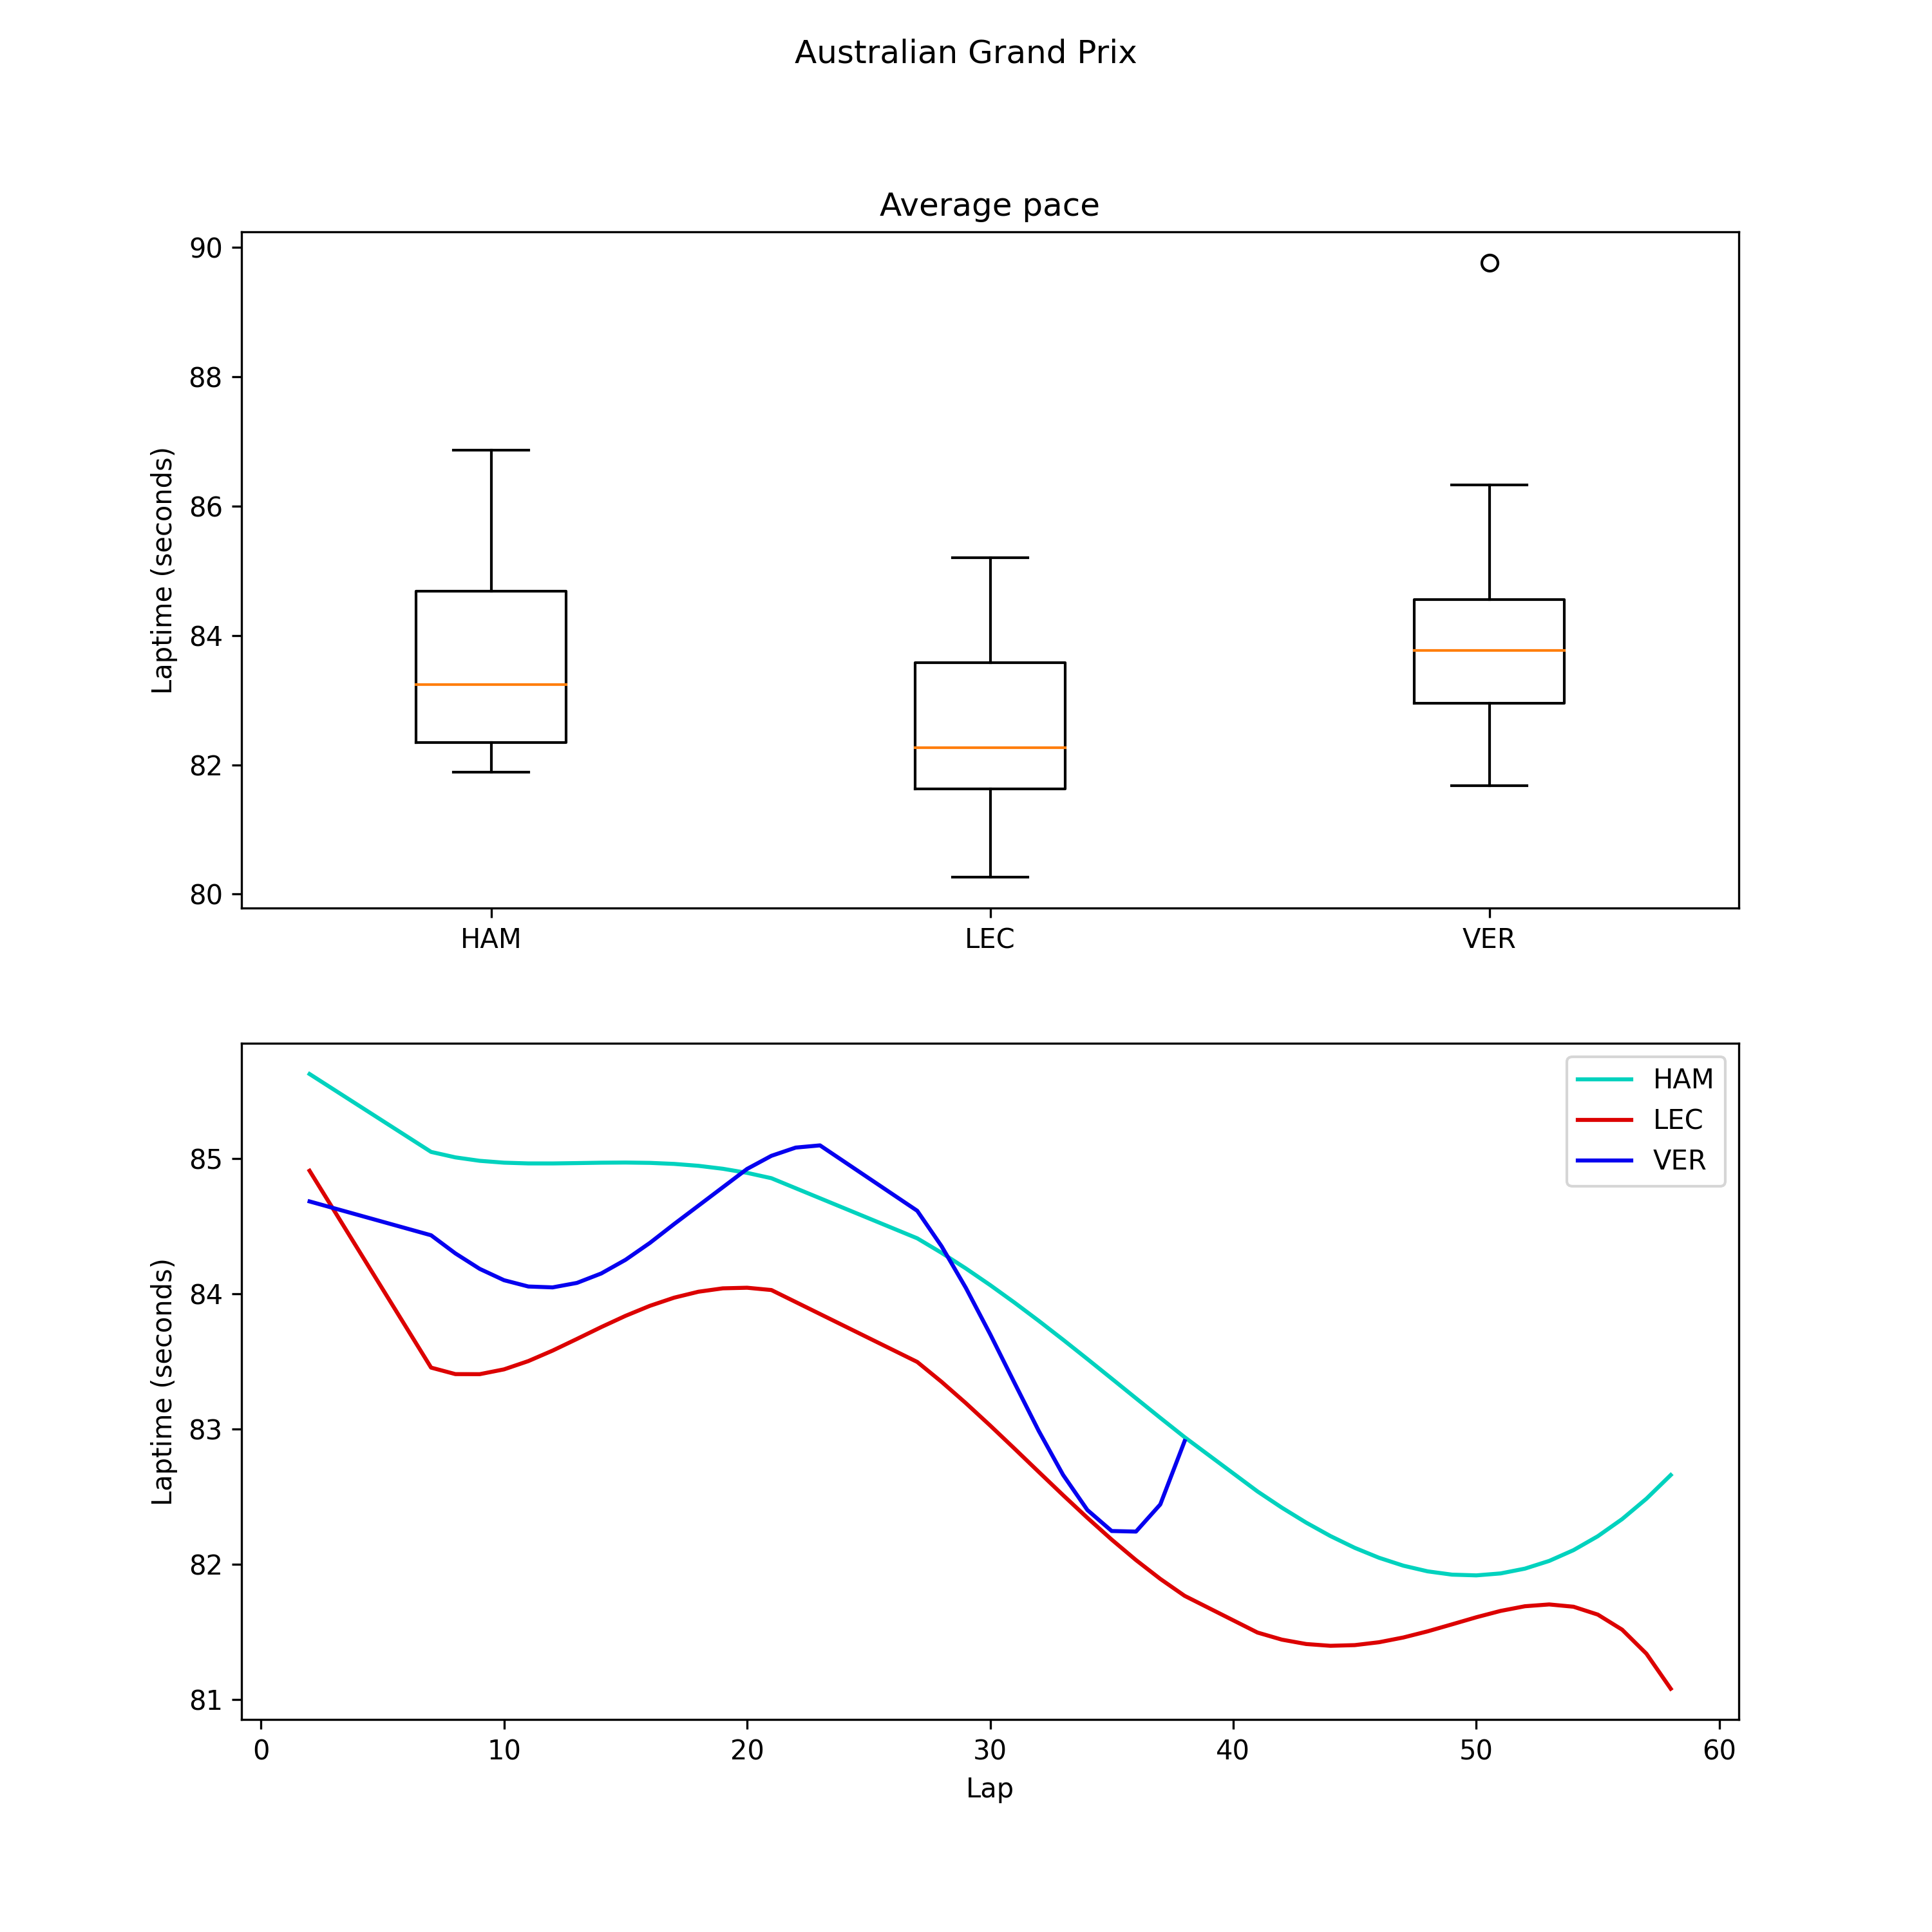 Australian Grand Prix
Average pace
Laptime (seconds)
90
88
86
84
82
80
HAM
LEC
VER
Laptime (seconds)
85
84
83
82
81
HAM
LEC
VER
0 10 20 30 40 50 60
Lap